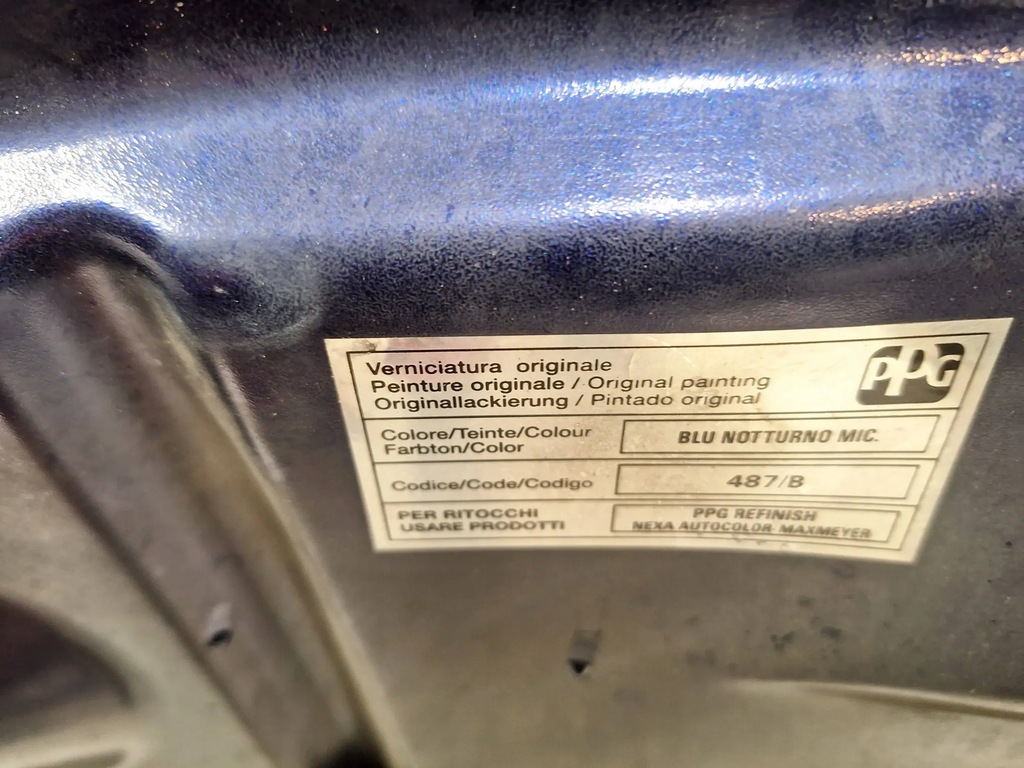 Verniciatura originale
Peinture originale / Original painting
Originallackierung / Pintado original
PPG
Colore/Teinte/Colour
Farbton/Color
BLU NOTTURNO MIC.
Codice/Code/Codigo
487/B
PER RITOCCHI
USARE PRODOTTI
PPG REFINISH
NEXA AUTOCOLOR-MAXMEYER